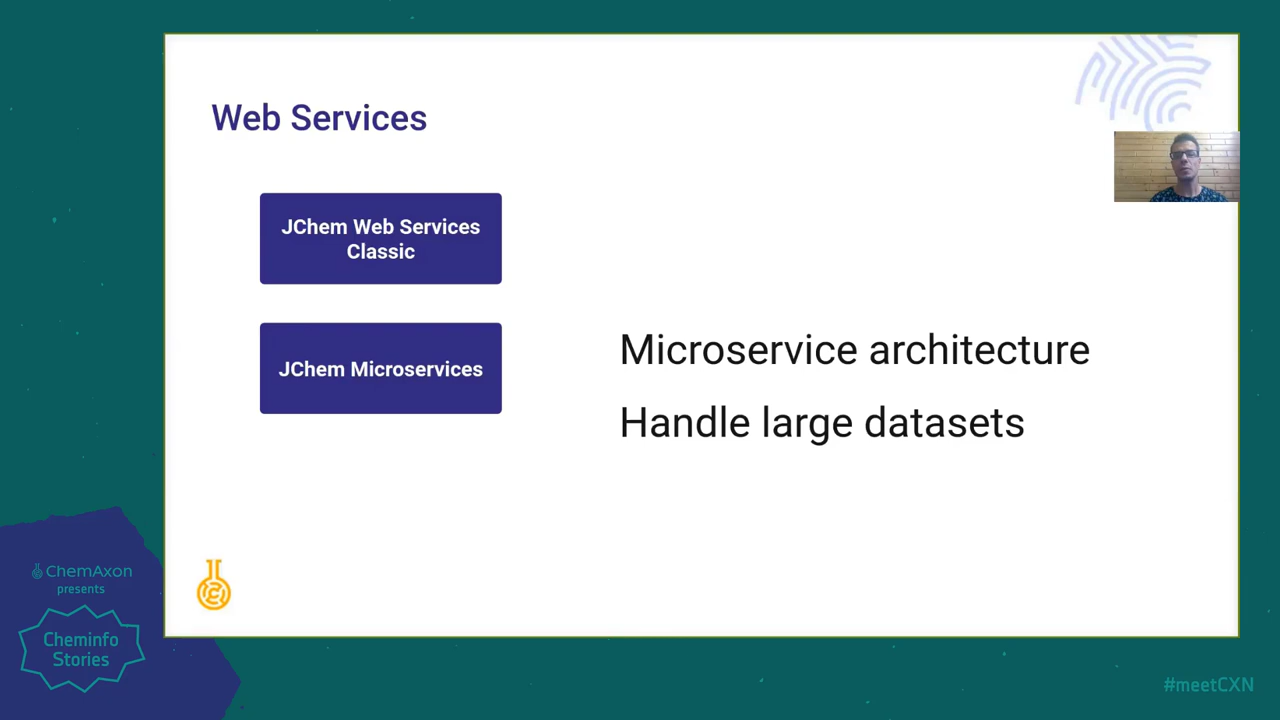 Web Services
JChem Web Services
Classic
JChem Microservices
Microservice architecture
Handle large datasets
ChemAxon
presents
Cheminfo
Stories
#meetCXN